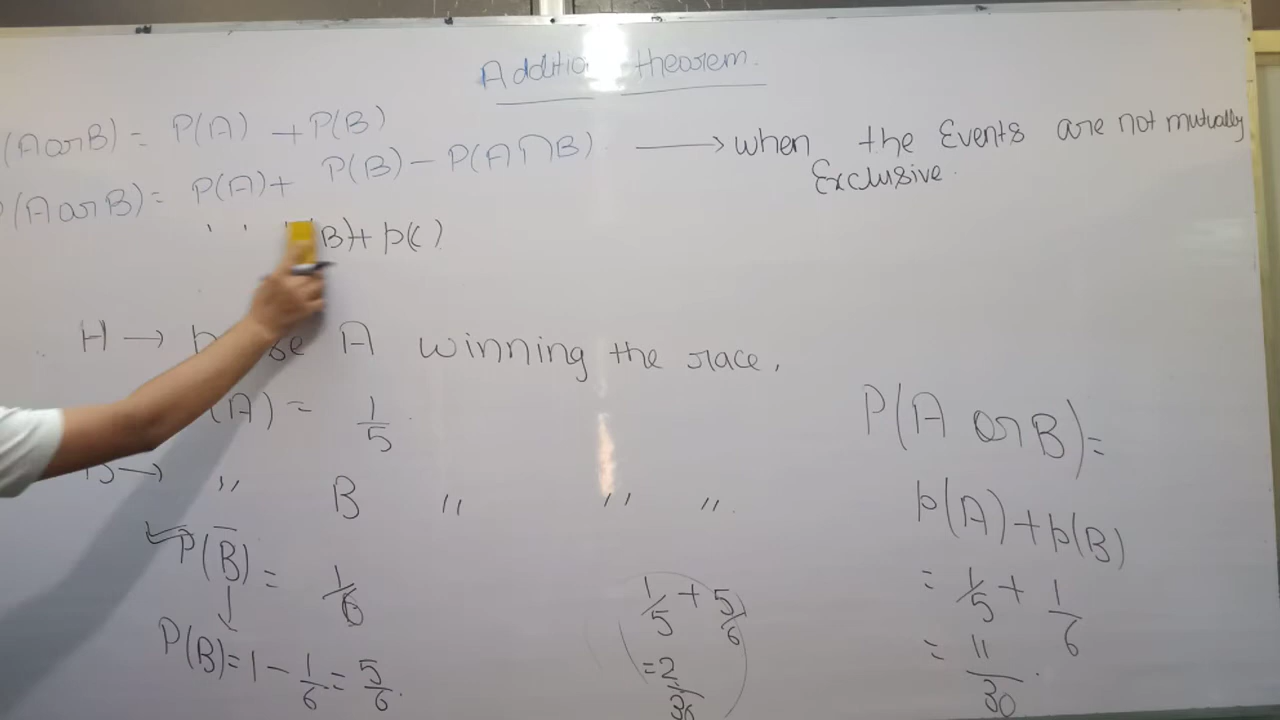 Addition theorem.
(A or B) = P(A) + P(B)
P(A or B) = P(A) + P(B) - P(A∩B) → when the Events are not mutually
Exclusive.
B) + p(C)
H → A winning the race,
(A) = 1/5
B → " B " " "
P(B̅) = 1/6
P(B) = 1 - 1/6 = 5/6.
1/5 + 5/6
P(A or B) =
p(A) + p(B)
= 1/5 + 1/6
= 11/30.